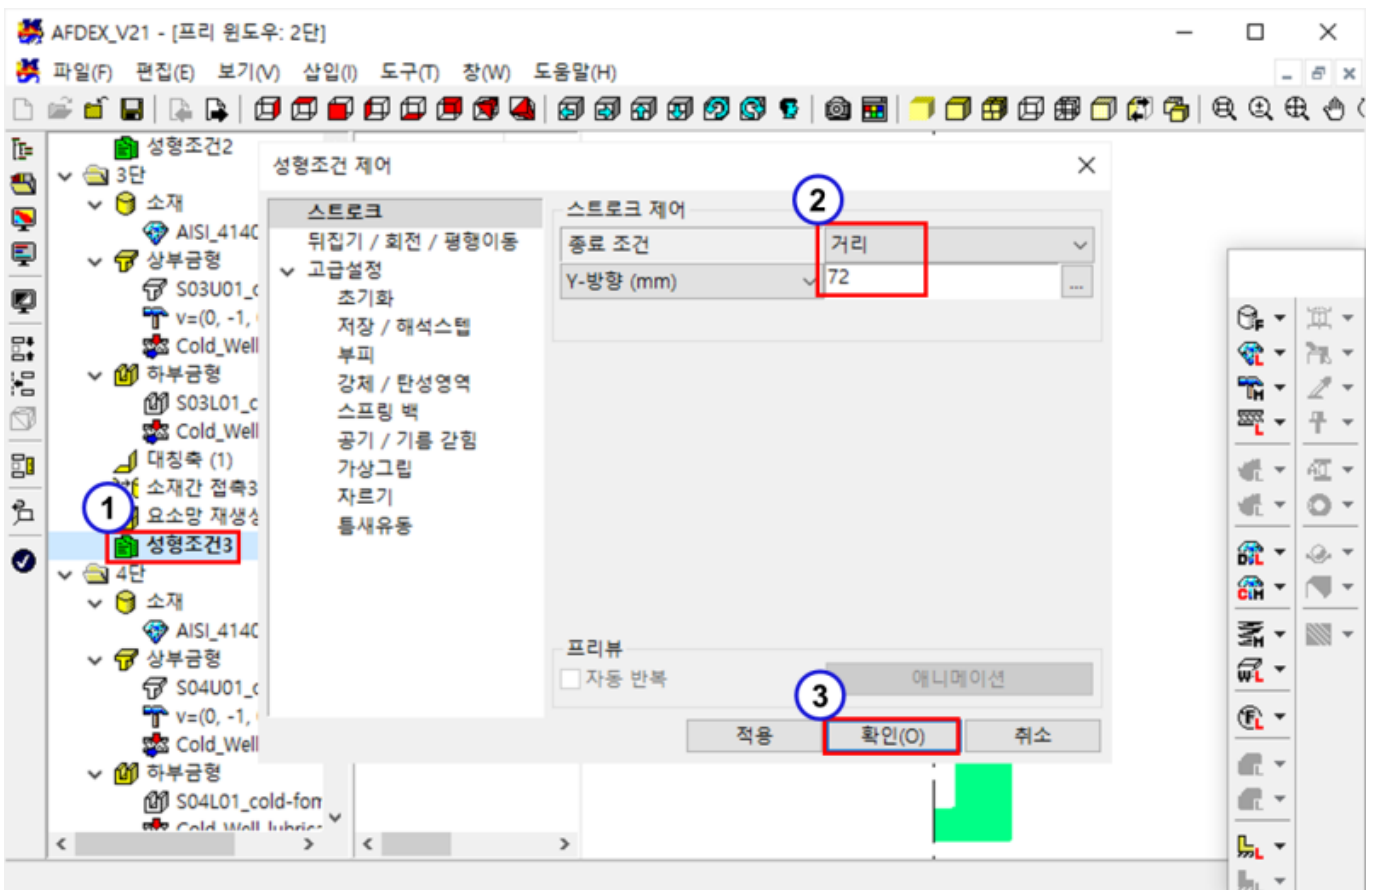 AFDEX_V21 - [프리 윈도우: 2단]
파일(F) 편집(E) 보기(V) 삽입(I) 도구(T) 창(W) 도움말(H)
성형조건2
3단
소재
AISI_4140
상부금형
S03U01_c
v=(0, -1,
Cold_Well
하부금형
S03L01_c
Cold_Well
대칭축 (1)
소재간 접촉3
요소망 재생성
1
성형조건3
4단
소재
AISI_4140
상부금형
S04U01_c
v=(0, -1,
Cold_Well
하부금형
S04L01_cold-fom
Cold_Well_lubric
성형조건 제어
스트로크
뒤집기 / 회전 / 평행이동
고급설정
초기화
저장 / 해석스텝
부피
강체 / 탄성영역
스프링 백
공기 / 기름 갇힘
가상그립
자르기
틈새유동
스트로크 제어
2
종료 조건 거리
Y-방향 (mm) 72 ...
프리뷰
자동 반복 애니메이션
3
적용 확인(O) 취소